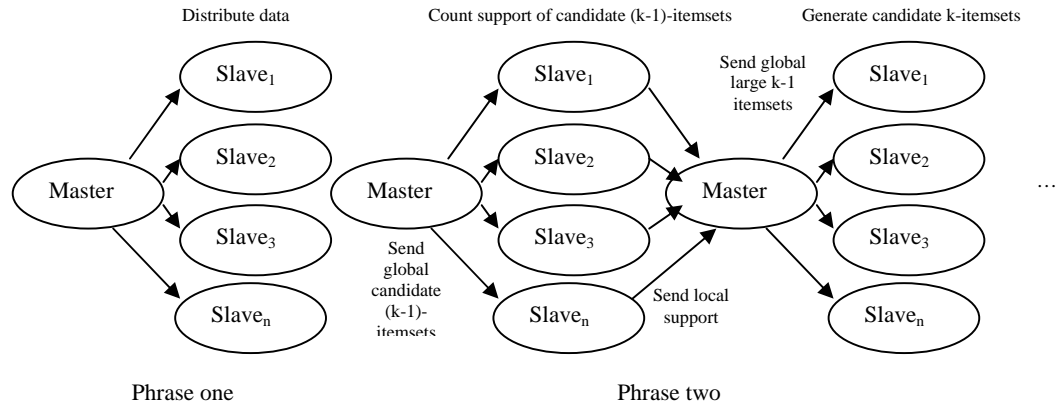 Distribute data
Count support of candidate (k-1)-itemsets
Generate candidate k-itemsets
Slave1
Slave2
Master
Slave3
Slaven
Slave1
Slave2
Master
Slave3
Slaven
Send
global
candidate
(k-1)-
itemsets
Master
Send local
support
Send global
large k-1
itemsets
Slave1
Slave2
Slave3
Slaven
…
Phrase one
Phrase two